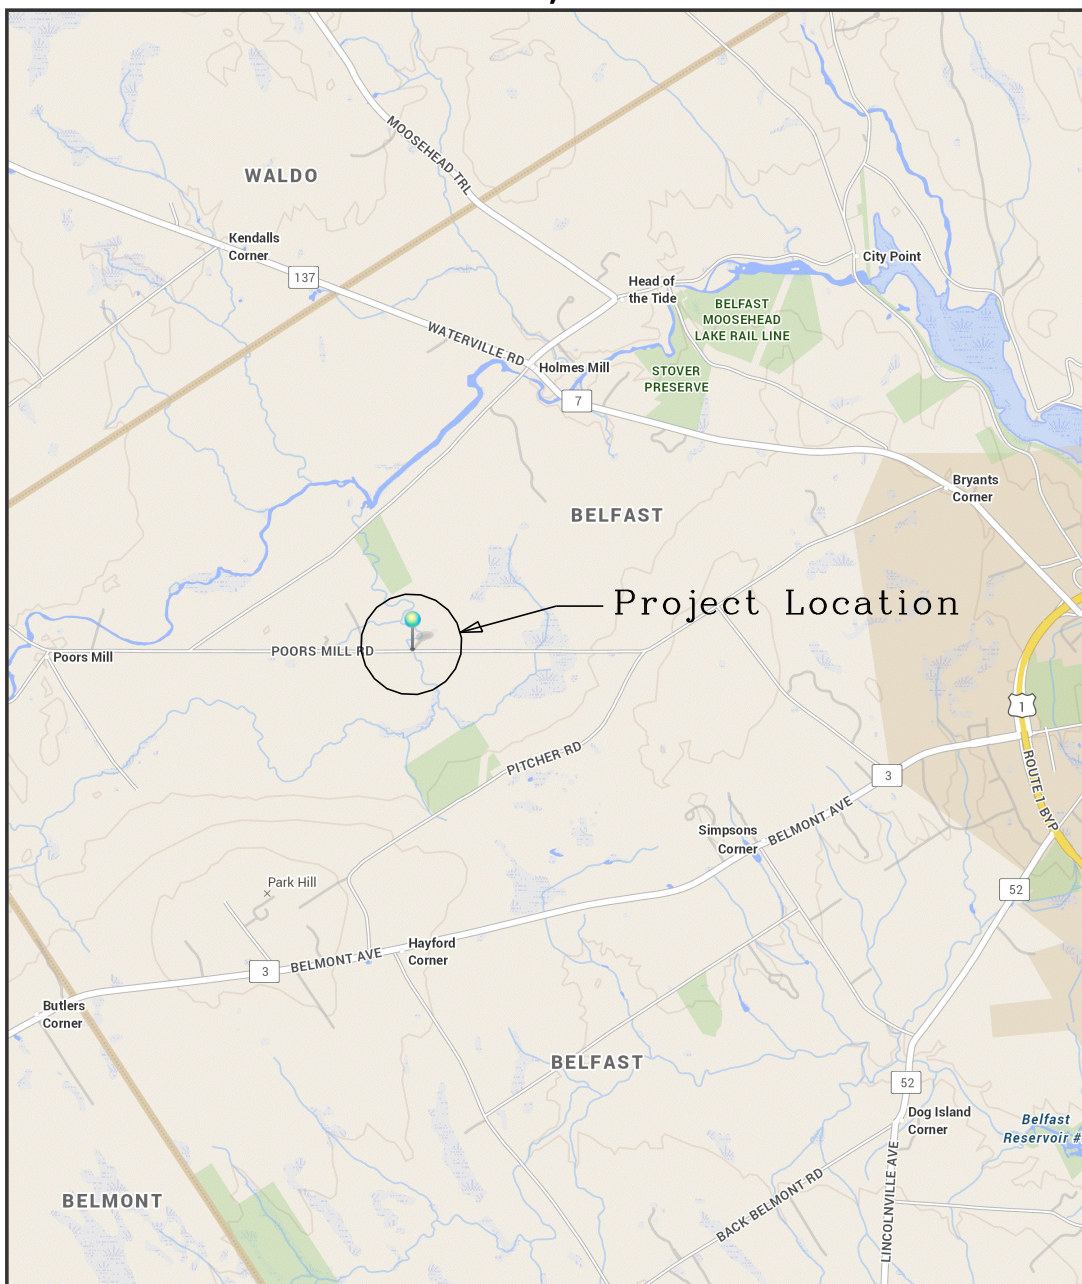 WALDO
MOOSEHEAD TRL
Kendalls
Corner
137
WATERVILLE RD
Head of
the Tide
City Point
BELFAST
MOOSEHEAD
LAKE RAIL LINE
Holmes Mill
STOVER
PRESERVE
7
Bryants
Corner
BELFAST
Project Location
POORS MILL RD
Poors Mill
1
PITCHER RD
3
ROUTE 1 BYP
BELMONT AVE
Simpsons
Corner
Park Hill
52
Hayford
Corner
BELMONT AVE
3
Butlers
Corner
BELFAST
52
Dog Island
Corner
Belfast
Reservoir #
BACK BELMONT RD
LINCOLNVILLE AVE
BELMONT